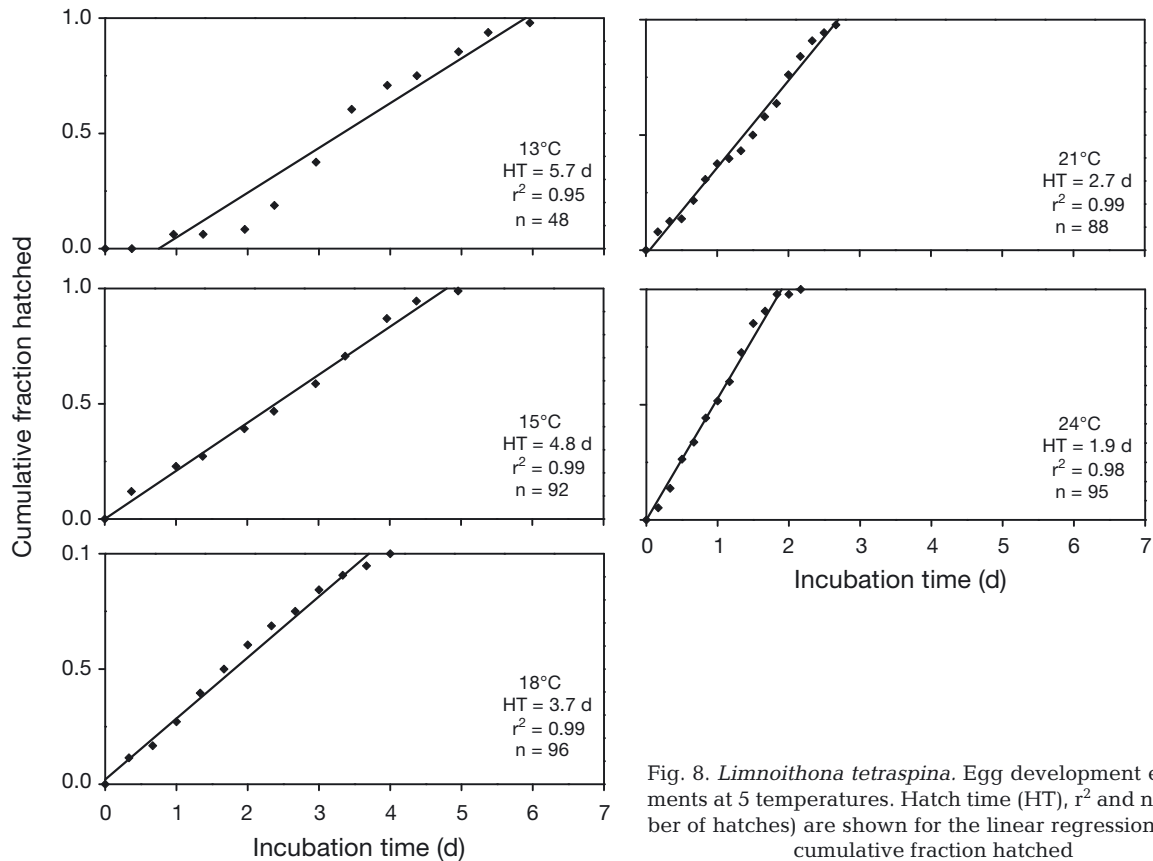 Cumulative fraction hatched
1.0
0.5
0.0
13°C
HT = 5.7 d
r² = 0.95
n = 48
1.0
0.5
0.0
15°C
HT = 4.8 d
r² = 0.99
n = 92
0.1
0.5
0.0
18°C
HT = 3.7 d
r² = 0.99
n = 96
0 1 2 3 4 5 6 7
Incubation time (d)
21°C
HT = 2.7 d
r² = 0.99
n = 88
24°C
HT = 1.9 d
r² = 0.98
n = 95
0 1 2 3 4 5 6 7
Incubation time (d)
Fig. 8. Limnoithona tetraspina. Egg development e
ments at 5 temperatures. Hatch time (HT), r² and n
ber of hatches) are shown for the linear regression
cumulative fraction hatched